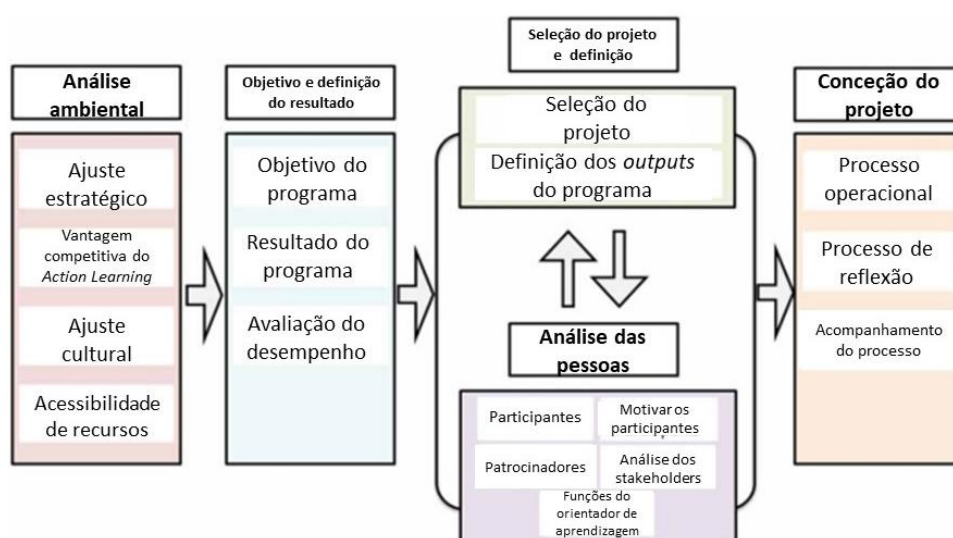 Análise
ambiental
Ajuste
estratégico
Vantagem
competitiva do
Action Learning
Ajuste
cultural
Acessibilidade
de recursos
Objetivo e definição
do resultado
Objetivo do
programa
Resultado do
programa
Avaliação do
desempenho
Seleção do projeto
e definição
Seleção do
projeto
Definição dos outputs
do programa
Análise das
pessoas
Participantes
Motivar os
participantes
Patrocinadores
Análise dos
stakeholders
Funções do
orientador de
aprendizagem
Conceção do
projeto
Processo
operacional
Processo de
reflexão
Acompanhamento
do processo